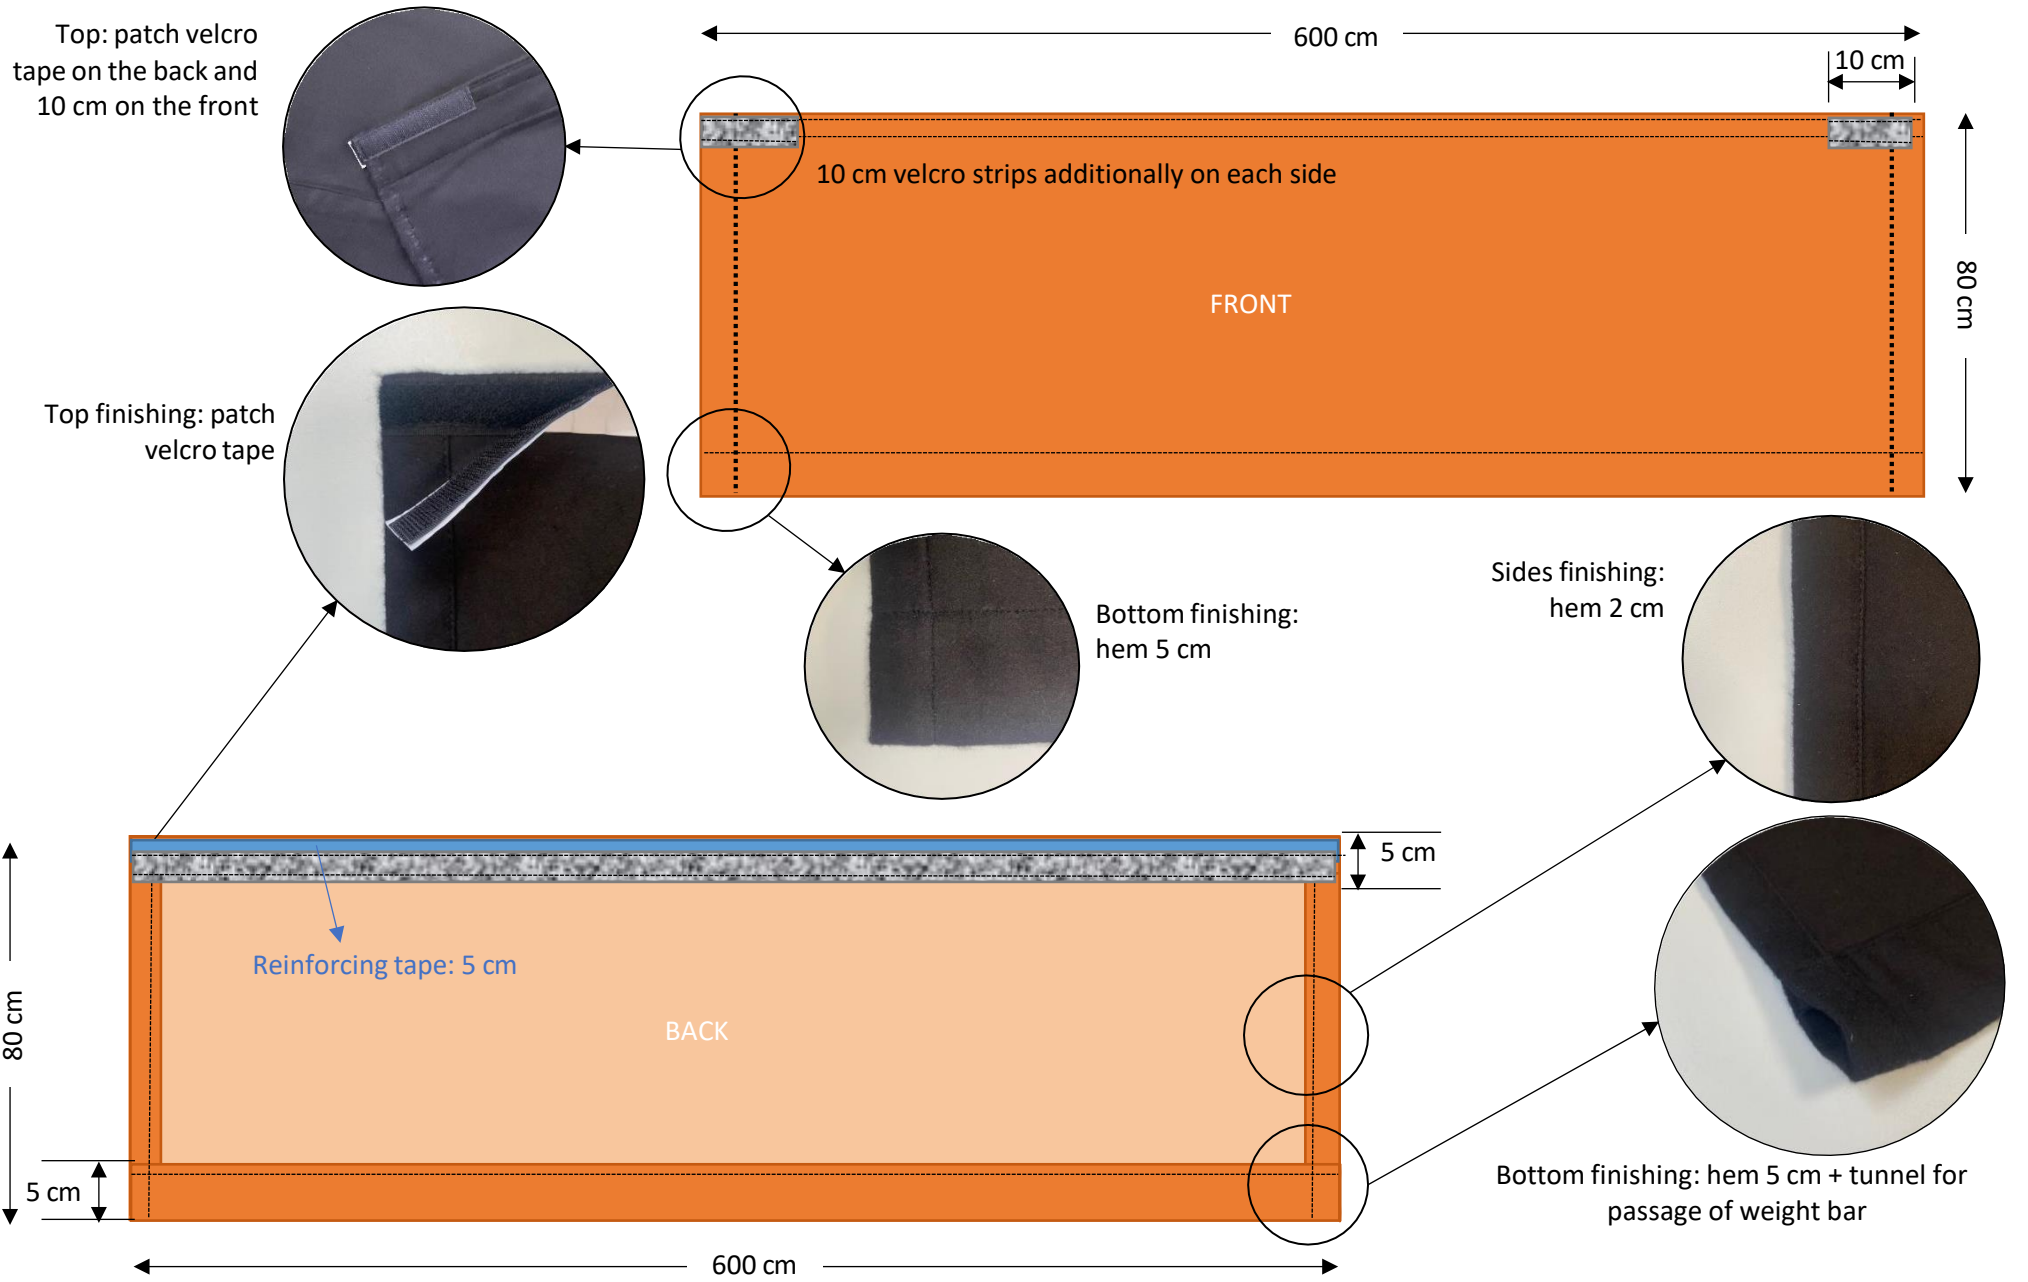 Top: patch velcro
tape on the back and
10 cm on the front
600 cm
10 cm
10 cm velcro strips additionally on each side
FRONT
80 cm
Top finishing: patch
velcro tape
Bottom finishing:
hem 5 cm
Sides finishing:
hem 2 cm
5 cm
Reinforcing tape: 5 cm
BACK
80 cm
5 cm
Bottom finishing: hem 5 cm + tunnel for
passage of weight bar
600 cm